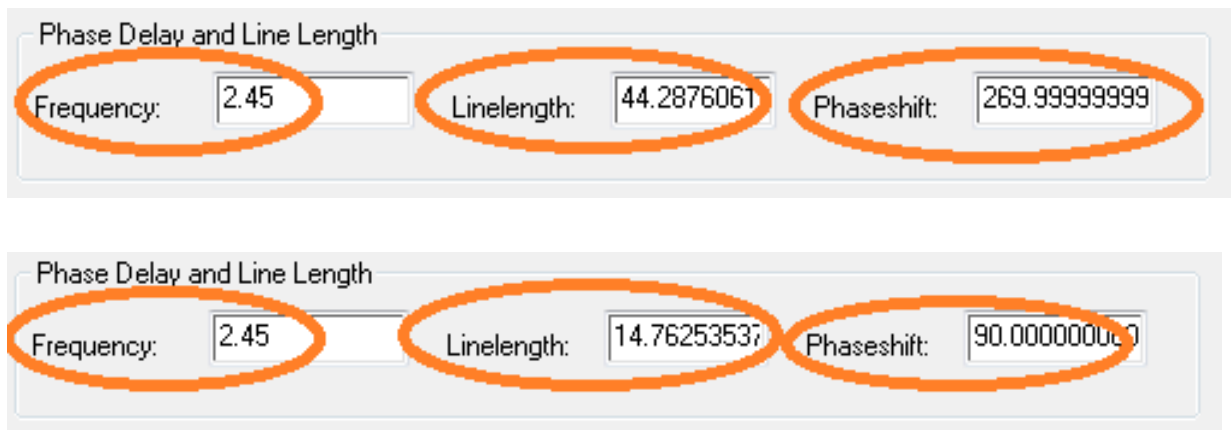 Phase Delay and Line Length
Frequency: 2.45 Linelength: 44.2876061 Phaseshift: 269.99999999
Phase Delay and Line Length
Frequency: 2.45 Linelength: 14.76253537 Phaseshift: 90.000000000